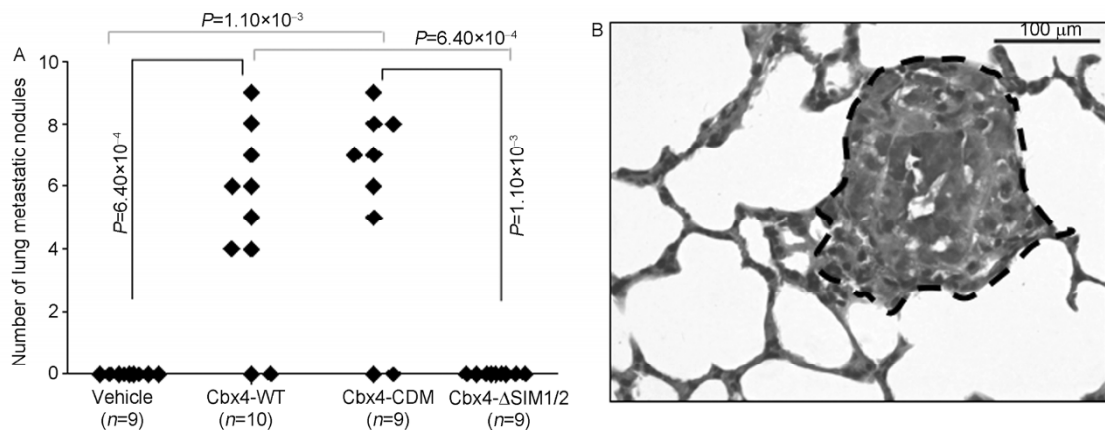 A
P=1.10×10⁻³
P=6.40×10⁻⁴
P=6.40×10⁻⁴
P=1.10×10⁻³
Number of lung metastatic nodules
10
8
6
4
2
0
Vehicle
(n=9)
Cbx4-WT
(n=10)
Cbx4-CDM
(n=9)
Cbx4-ΔSIM1/2
(n=9)
B
100 μm